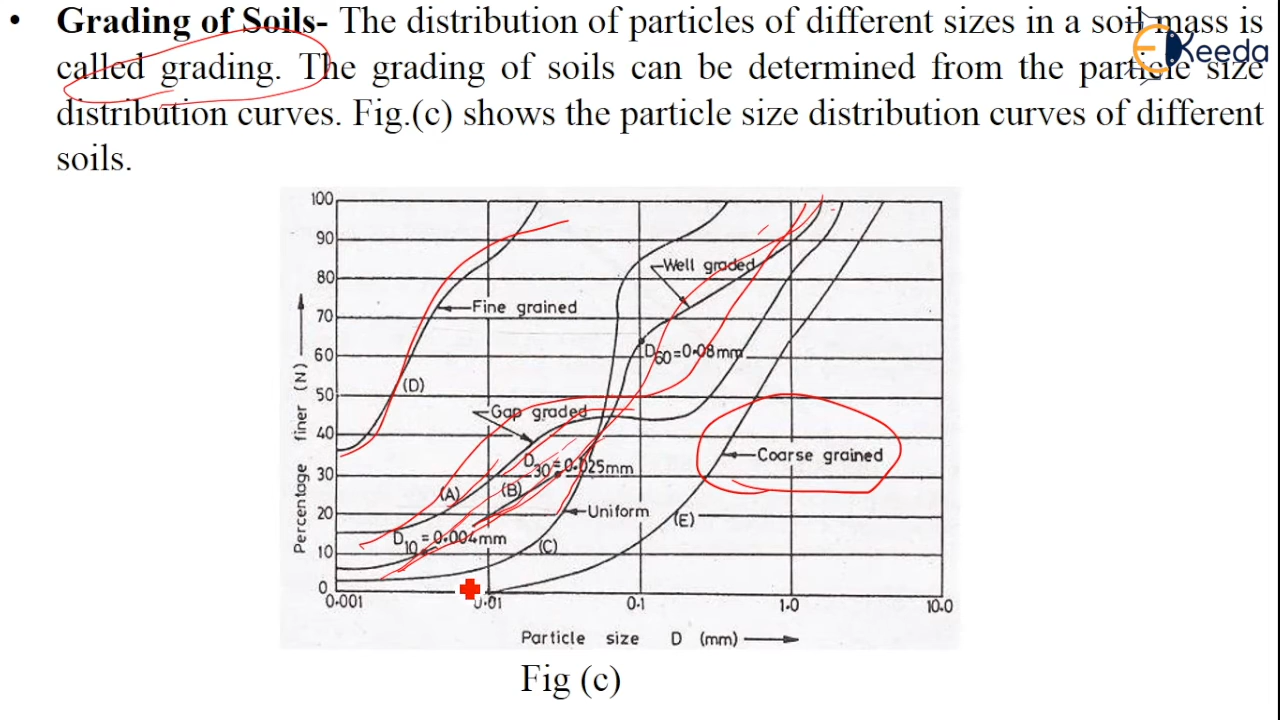 • Grading of Soils- The distribution of particles of different sizes in a soil mass is
called grading. The grading of soils can be determined from the particle size
distribution curves. Fig.(c) shows the particle size distribution curves of different
soils.
Keeda
100
90
80
70
60
50
40
30
20
10
0
Percentage finer (N)
Well graded
Fine grained
D60=0.08mm
(D)
Gap graded
Coarse grained
D30=0.025mm
(A)
(B)
Uniform
(E)
D10=0.004mm
(C)
0.001
0.01
0.1
1.0
10.0
Particle size D (mm)
Fig (c)